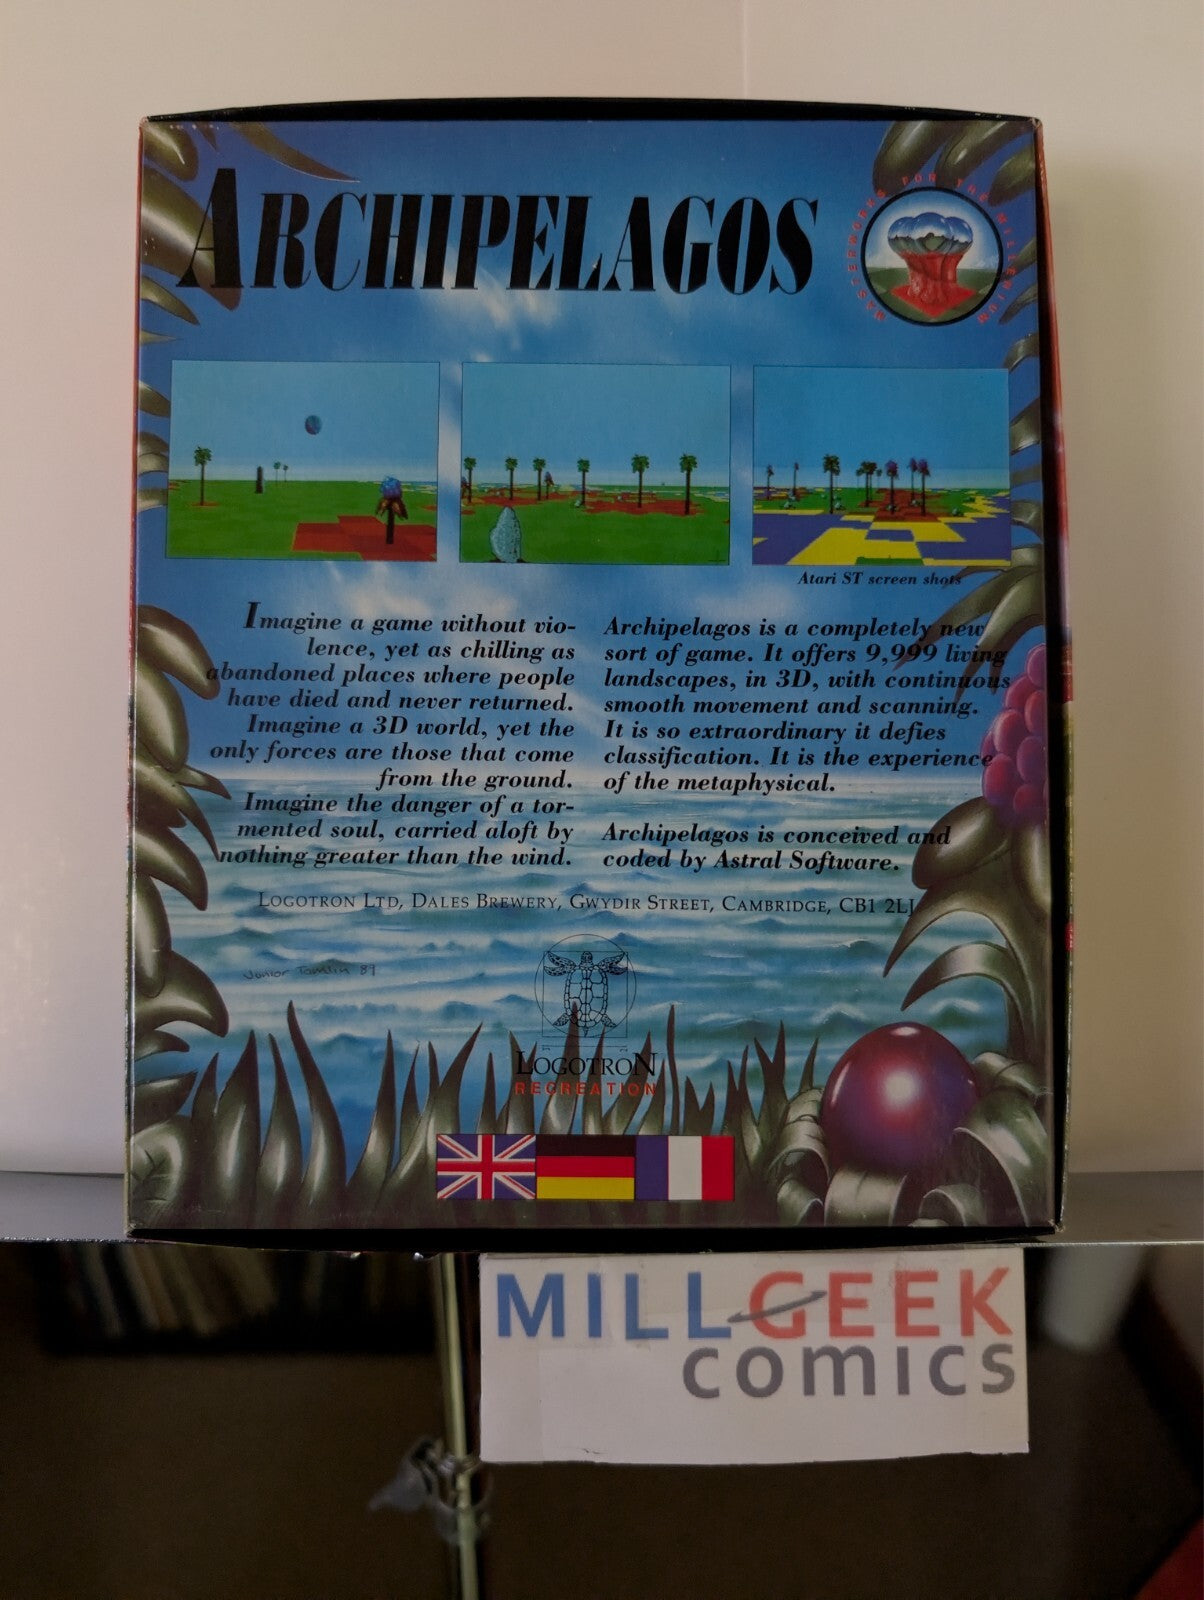 ARCHIPELAGOS
MASTERWORKS FOR THE MILLENIUM
Atari ST screen shots
Imagine a game without vio-
lence, yet as chilling as
abandoned places where people
have died and never returned.
Imagine a 3D world, yet the
only forces are those that come
from the ground.
Imagine the danger of a tor-
mented soul, carried aloft by
nothing greater than the wind.
Archipelagos is a completely new
sort of game. It offers 9,999 living
landscapes, in 3D, with continuous
smooth movement and scanning.
It is so extraordinary it defies
classification. It is the experience
of the metaphysical.
Archipelagos is conceived and
coded by Astral Software.
LOGOTRON LTD, DALES BREWERY, GWYDIR STREET, CAMBRIDGE, CB1 2LJ
Junior Tomlin 89
LOGOTRON
RECREATION
MILLGEEK
comics